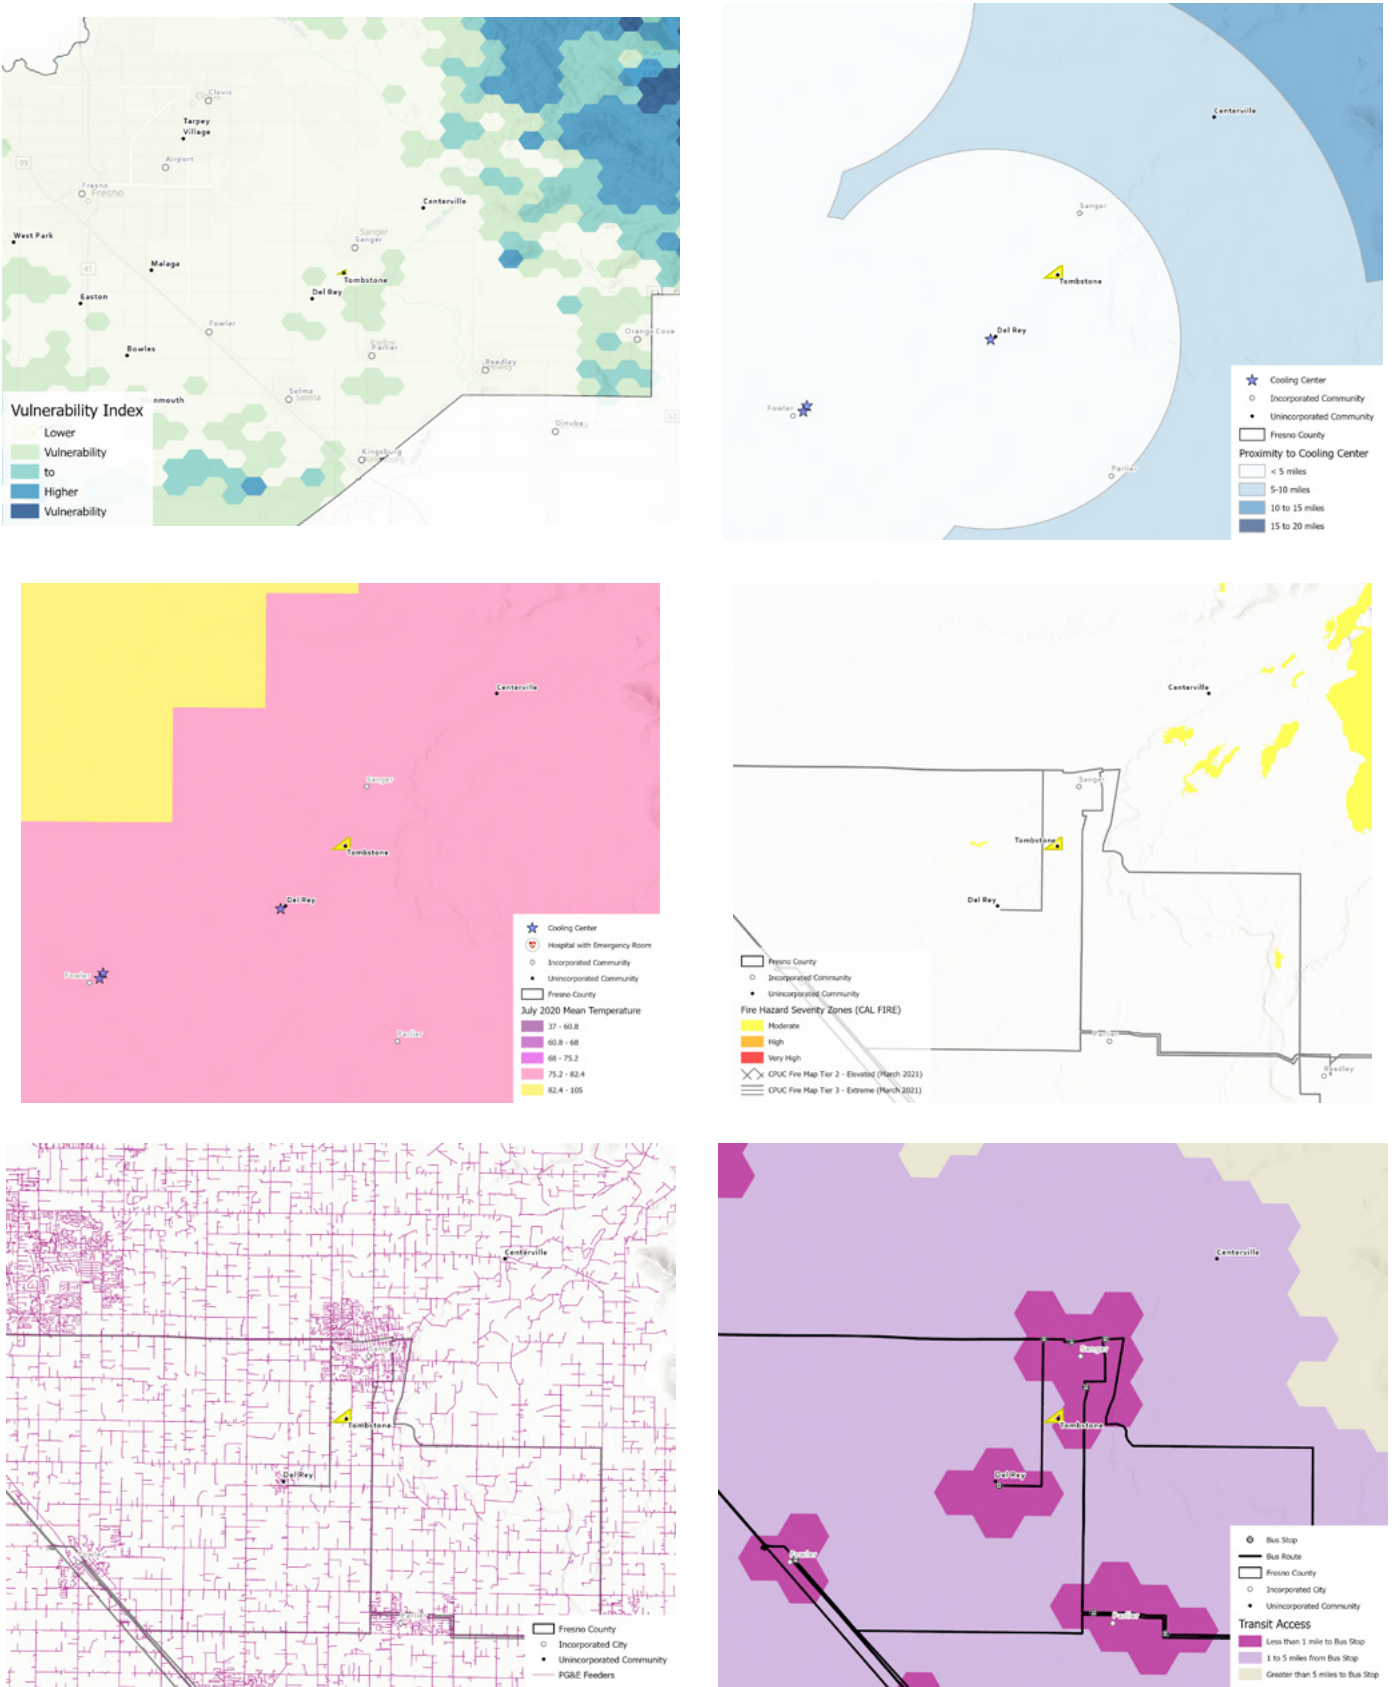 Clovis
Tarpey
Village
Airport
Fresno
Fresno
Centerville
West Park
Sanger
Sanger
Malaga
Tombstone
Del Rey
Easton
Fowler
Orange Cove
Bowles
Parlier
Reedley
Selma
Selma
Dinuba
Kingsburg
99
41
63
Vulnerability Index
Lower
Vulnerability
to
Higher
Vulnerability
Centerville
Sanger
Tombstone
Del Rey
Fowler
Parlier
Cooling Center
Incorporated Community
Unincorporated Community
Fresno County
Proximity to Cooling Center
< 5 miles
5-10 miles
10 to 15 miles
15 to 20 miles
Centerville
Sanger
Tombstone
Del Rey
Fowler
Parlier
Cooling Center
Hospital with Emergency Room
Incorporated Community
Unincorporated Community
Fresno County
July 2020 Mean Temperature
37 - 60.8
60.8 - 68
68 - 75.2
75.2 - 82.4
82.4 - 105
Centerville
Sanger
Tombstone
Del Rey
Parlier
Reedley
Fresno County
Incorporated Community
Unincorporated Community
Fire Hazard Severity Zones (CAL FIRE)
Moderate
High
Very High
CPUC Fire Map Tier 2 - Elevated (March 2021)
CPUC Fire Map Tier 3 - Extreme (March 2021)
Centerville
Sanger
Tombstone
Del Rey
Fowler
Parlier
Fresno County
Incorporated City
Unincorporated Community
PG&E Feeders
Centerville
Sanger
Tombstone
Del Rey
Fowler
Parlier
Bus Stop
Bus Route
Fresno County
Incorporated City
Unincorporated Community
Transit Access
Less than 1 mile to Bus Stop
1 to 5 miles from Bus Stop
Greater than 5 miles to Bus Stop